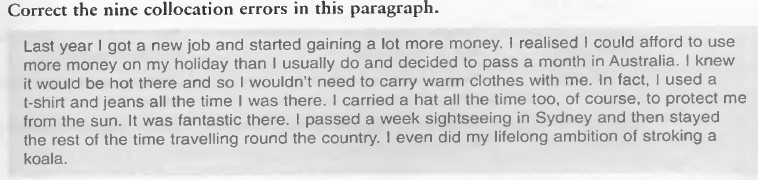 Correct the nine collocation errors in this paragraph.
Last year I got a new job and started gaining a lot more money. I realised I could afford to use
more money on my holiday than I usually do and decided to pass a month in Australia. I knew
it would be hot there and so I wouldn't need to carry warm clothes with me. In fact, I used a
t-shirt and jeans all the time I was there. I carried a hat all the time too, of course, to protect me
from the sun. It was fantastic there. I passed a week sightseeing in Sydney and then stayed
the rest of the time travelling round the country. I even did my lifelong ambition of stroking a
koala.